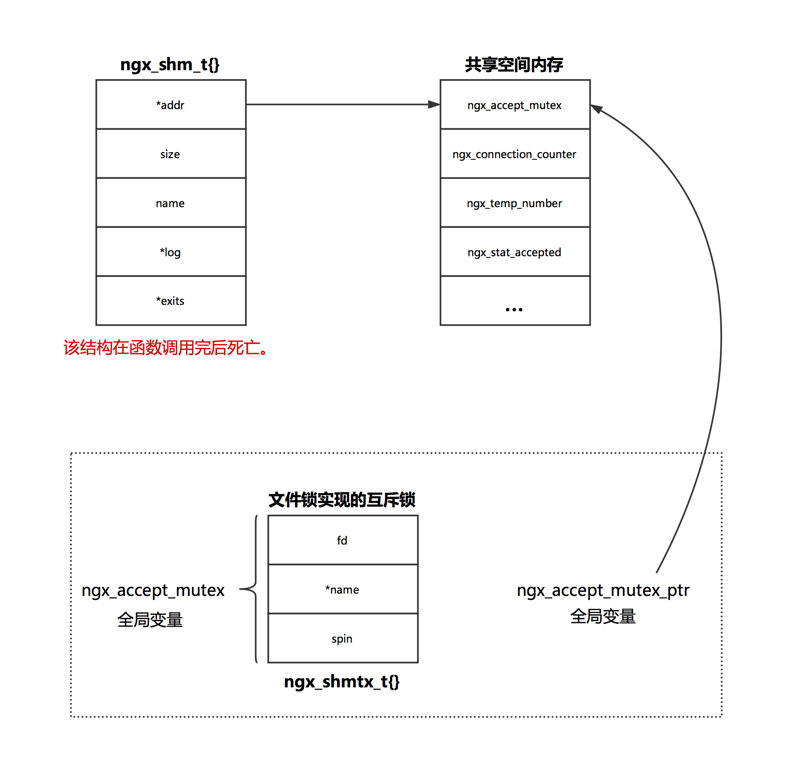 ngx_shm_t{}
共享空间内存
*addr
ngx_accept_mutex
size
ngx_connection_counter
name
ngx_temp_number
*log
ngx_stat_accepted
*exits
...
该结构在函数调用完后死亡。
文件锁实现的互斥锁
fd
*name
spin
ngx_shmtx_t{}
ngx_accept_mutex
全局变量
ngx_accept_mutex_ptr
全局变量